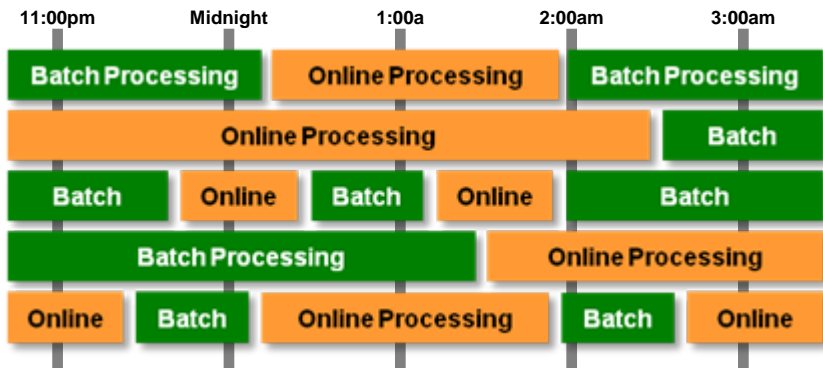 11:00pm Midnight 1:00a 2:00am 3:00am
Batch Processing Online Processing Batch Processing
Online Processing Batch
Batch Online Batch Online Batch
Batch Processing Online Processing
Online Batch Online Processing Batch Online